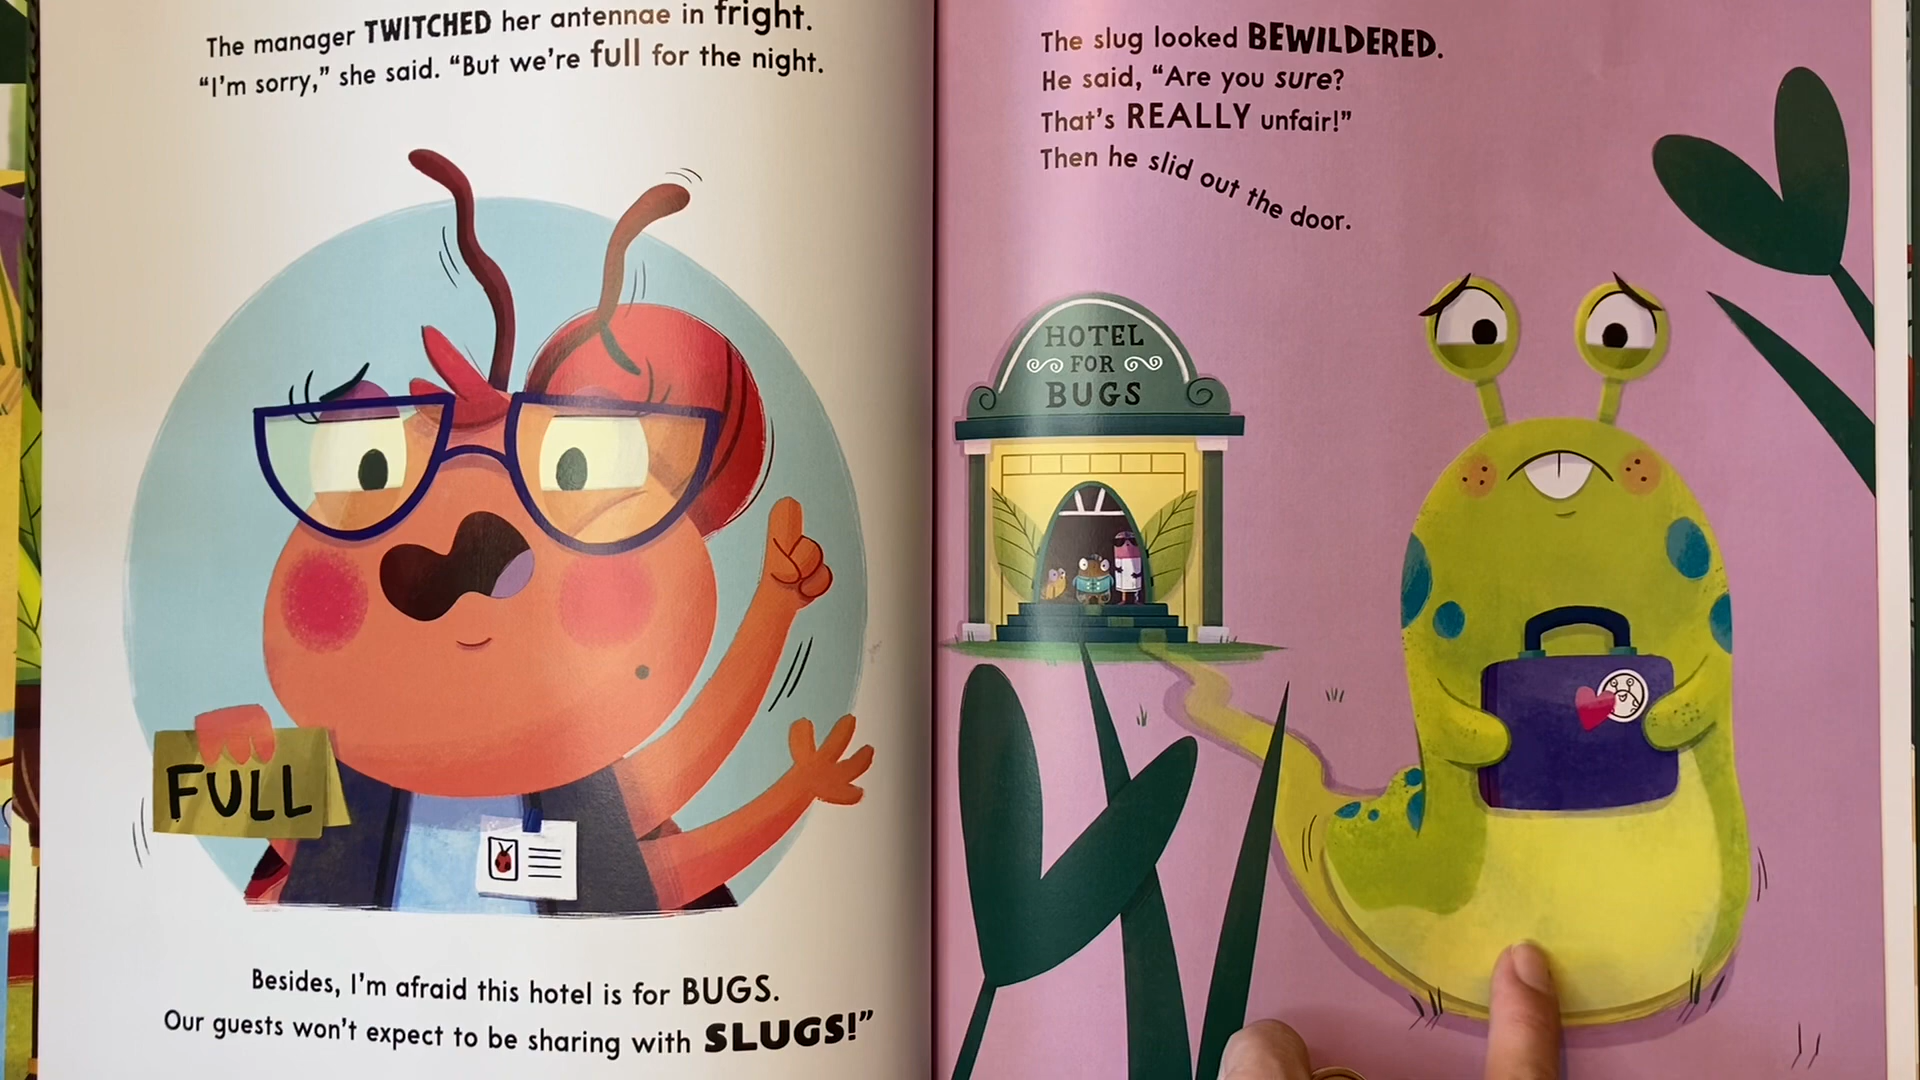 The manager TWITCHED her antennae in fright.
“I’m sorry,” she said. “But we’re full for the night.
FULL
Besides, I’m afraid this hotel is for BUGS.
Our guests won’t expect to be sharing with SLUGS!”
The slug looked BEWILDERED.
He said, “Are you sure?
That’s REALLY unfair!”
Then he slid out the door.
HOTEL
FOR
BUGS